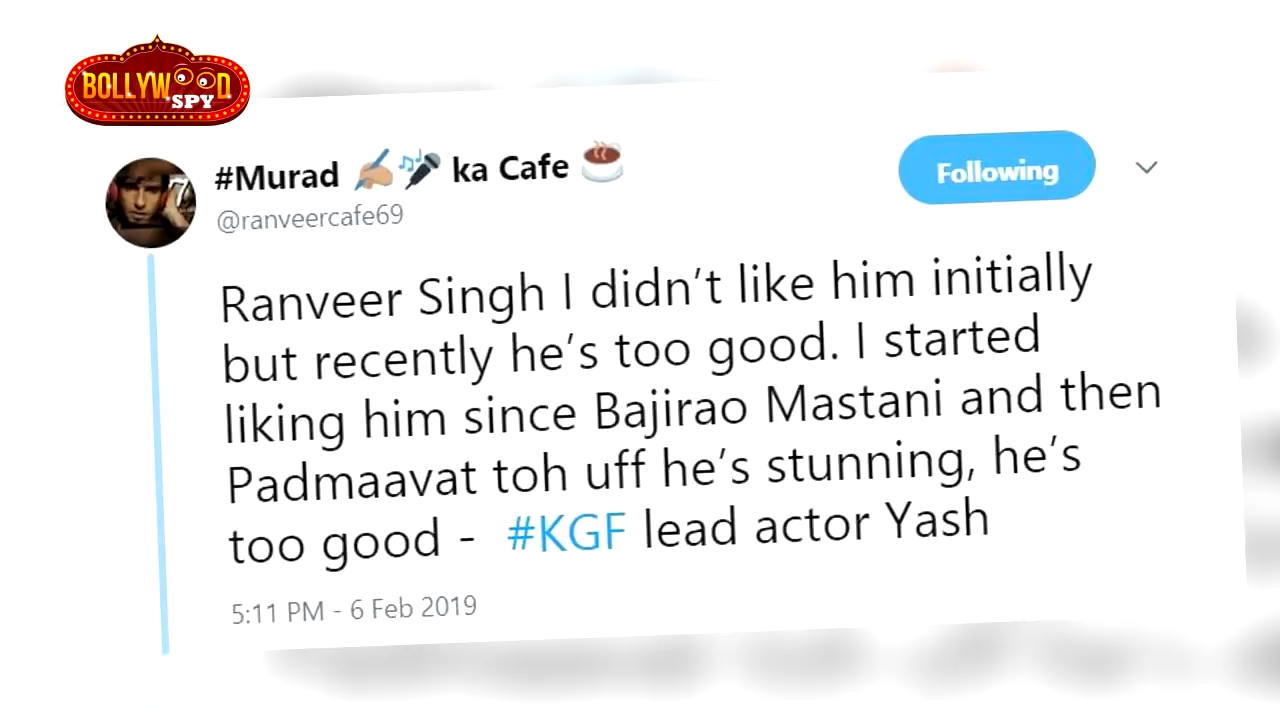 BOLLYWOOD
SPY
#Murad ✍🏼🎤 ka Cafe ☕
@ranveercafe69
Following
Ranveer Singh I didn't like him initially
but recently he's too good. I started
liking him since Bajirao Mastani and then
Padmaavat toh uff he's stunning, he's
too good - #KGF lead actor Yash
5:11 PM - 6 Feb 2019